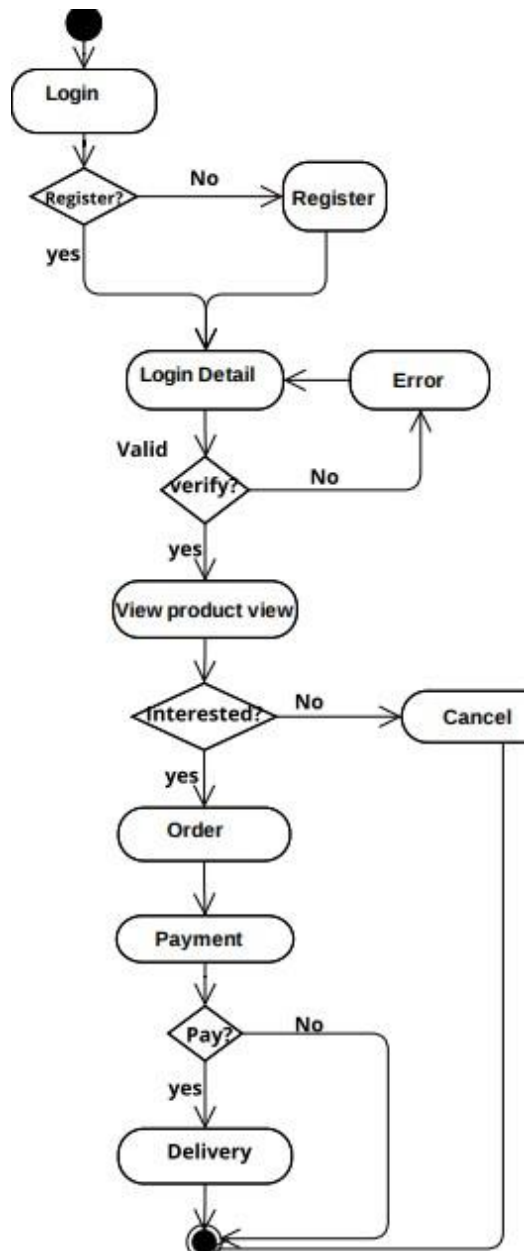 Login
Register?
No
Register
yes
Login Detail
Error
Valid
verify?
No
yes
View product view
Interested?
No
Cancel
yes
Order
Payment
Pay?
No
yes
Delivery